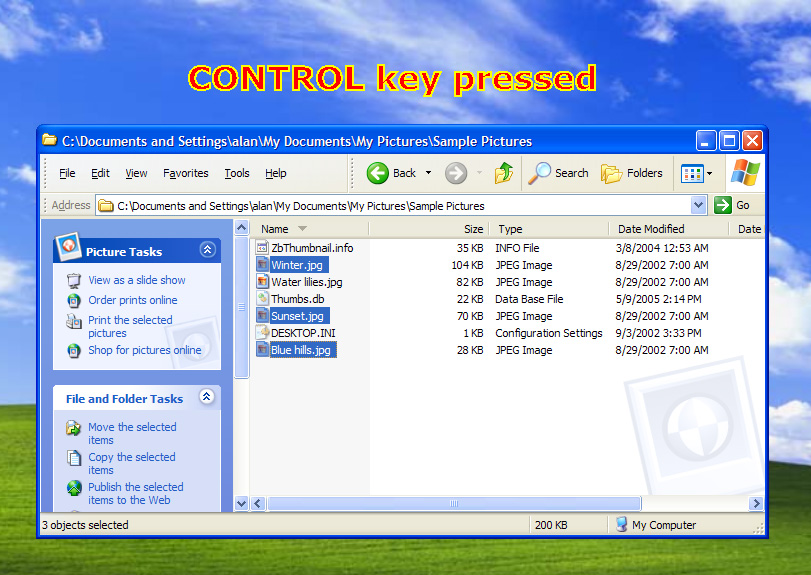 CONTROL key pressed
C:\Documents and Settings\alan\My Documents\My Pictures\Sample Pictures
File Edit View Favorites Tools Help Back Search Folders
Address C:\Documents and Settings\alan\My Documents\My Pictures\Sample Pictures Go
Picture Tasks
View as a slide show
Order prints online
Print the selected
pictures
Shop for pictures online
File and Folder Tasks
Move the selected
items
Copy the selected
items
Publish the selected
items to the Web
Name Size Type Date Modified Date
ZbThumbnail.info 35 KB INFO File 3/8/2004 12:53 AM
Winter.jpg 104 KB JPEG Image 8/29/2002 7:00 AM
Water lilies.jpg 82 KB JPEG Image 8/29/2002 7:00 AM
Thumbs.db 22 KB Data Base File 5/9/2005 2:14 PM
Sunset.jpg 70 KB JPEG Image 8/29/2002 7:00 AM
DESKTOP.INI 1 KB Configuration Settings 9/3/2002 3:33 PM
Blue hills.jpg 28 KB JPEG Image 8/29/2002 7:00 AM
3 objects selected 200 KB My Computer